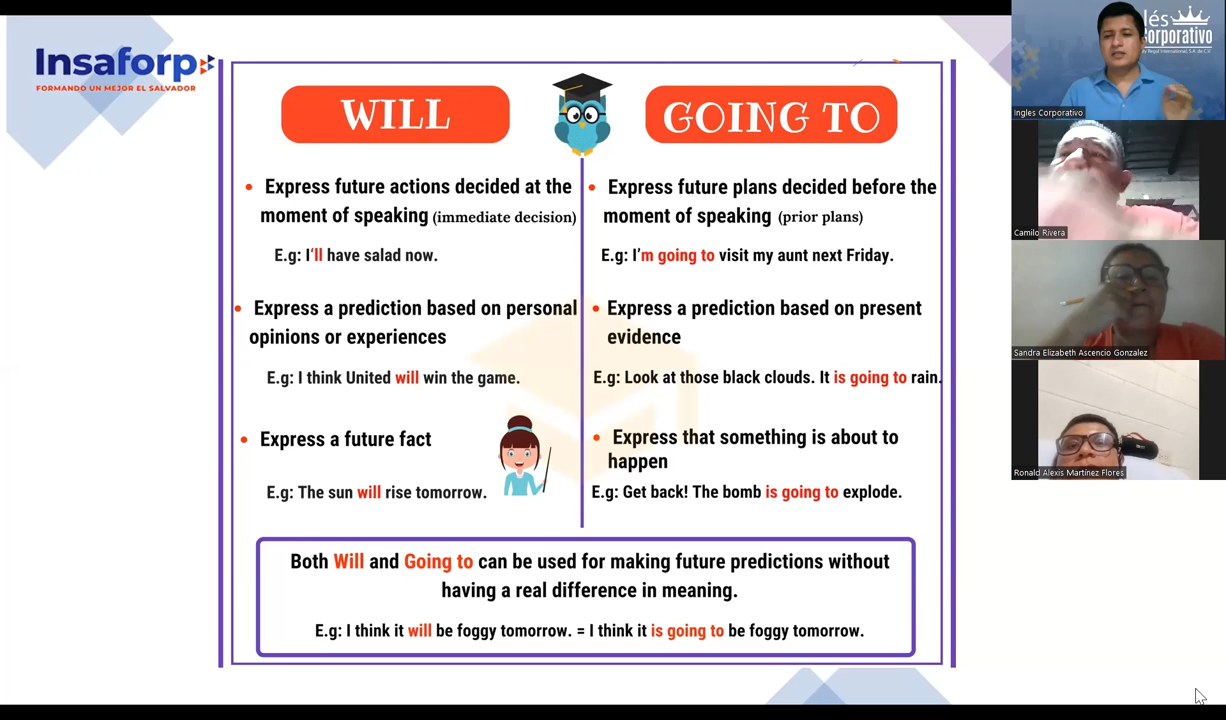 Insaforp
FORMANDO UN MEJOR EL SALVADOR
WILL
GOING TO
• Express future actions decided at the
moment of speaking (immediate decision)
E.g: I'll have salad now.
• Express a prediction based on personal
opinions or experiences
E.g: I think United will win the game.
• Express a future fact
E.g: The sun will rise tomorrow.
• Express future plans decided before the
moment of speaking (prior plans)
E.g: I'm going to visit my aunt next Friday.
• Express a prediction based on present
evidence
E.g: Look at those black clouds. It is going to rain.
• Express that something is about to
happen
E.g: Get back! The bomb is going to explode.
Both Will and Going to can be used for making future predictions without
having a real difference in meaning.
E.g: I think it will be foggy tomorrow. = I think it is going to be foggy tomorrow.
lés
Corporativo
Regal International, S.A. de C.V.
Ingles Corporativo
Camilo Rivera
Sandra Elizabeth Ascencio Gonzalez
Ronald Alexis Martínez Flores